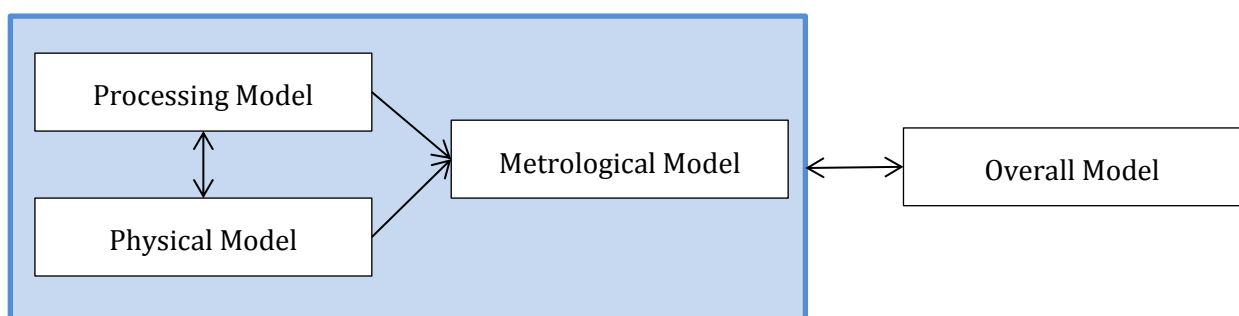 Processing Model
Metrological Model
Overall Model
Physical Model